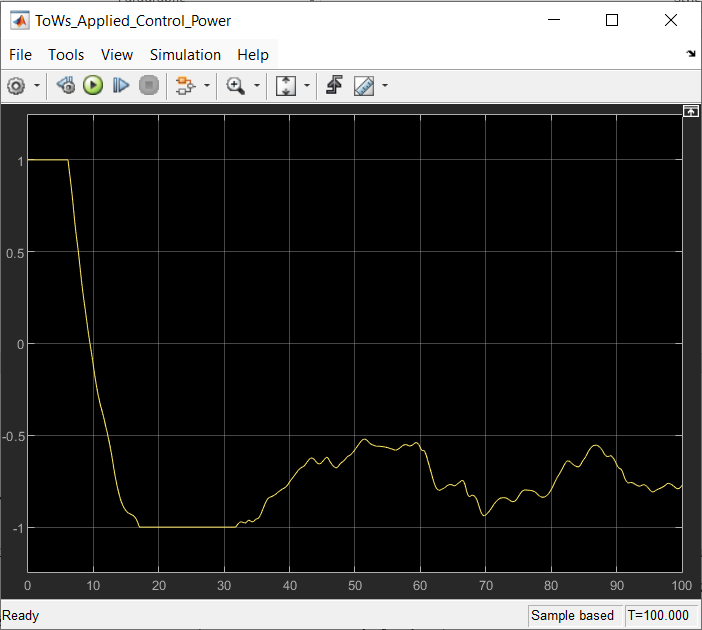 ToWs_Applied_Control_Power
File Tools View Simulation Help
1
0.5
0
-0.5
-1
0 10 20 30 40 50 60 70 80 90 100
Ready Sample based T=100.000